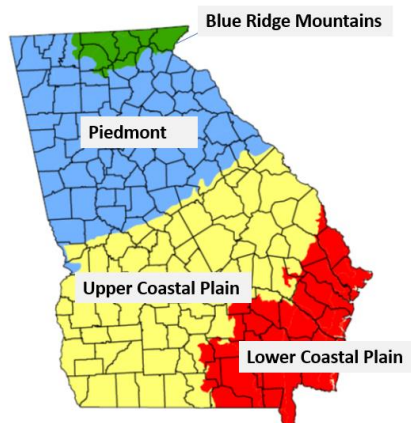 Blue Ridge Mountains
Piedmont
Upper Coastal Plain
Lower Coastal Plain